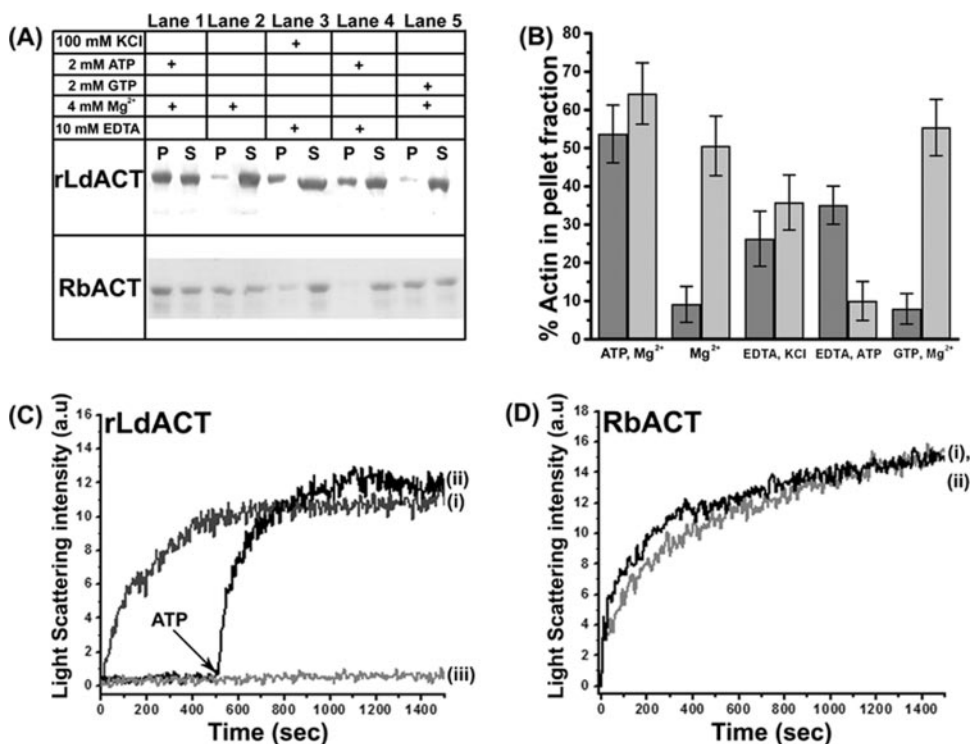 (A)
Lane 1 Lane 2 Lane 3 Lane 4 Lane 5
100 mM KCl +
2 mM ATP + +
2 mM GTP +
4 mM Mg²⁺ + + +
10 mM EDTA + +
P S P S P S P S P S
rLdACT
RbACT
(B)
% Actin in pellet fraction
80
70
60
50
40
30
20
10
0
ATP, Mg²⁺ Mg²⁺ EDTA, KCl EDTA, ATP GTP, Mg²⁺
(C)
rLdACT
Light Scattering intensity (a.u)
16
14
12
10
8
6
4
2
0
(ii)
(i)
ATP
(iii)
0 200 400 600 800 1000 1200 1400
Time (sec)
(D)
RbACT
Light Scattering intensity (a.u)
18
16
14
12
10
8
6
4
2
0
(i),
(ii)
0 200 400 600 800 1000 1200 1400
Time (sec)